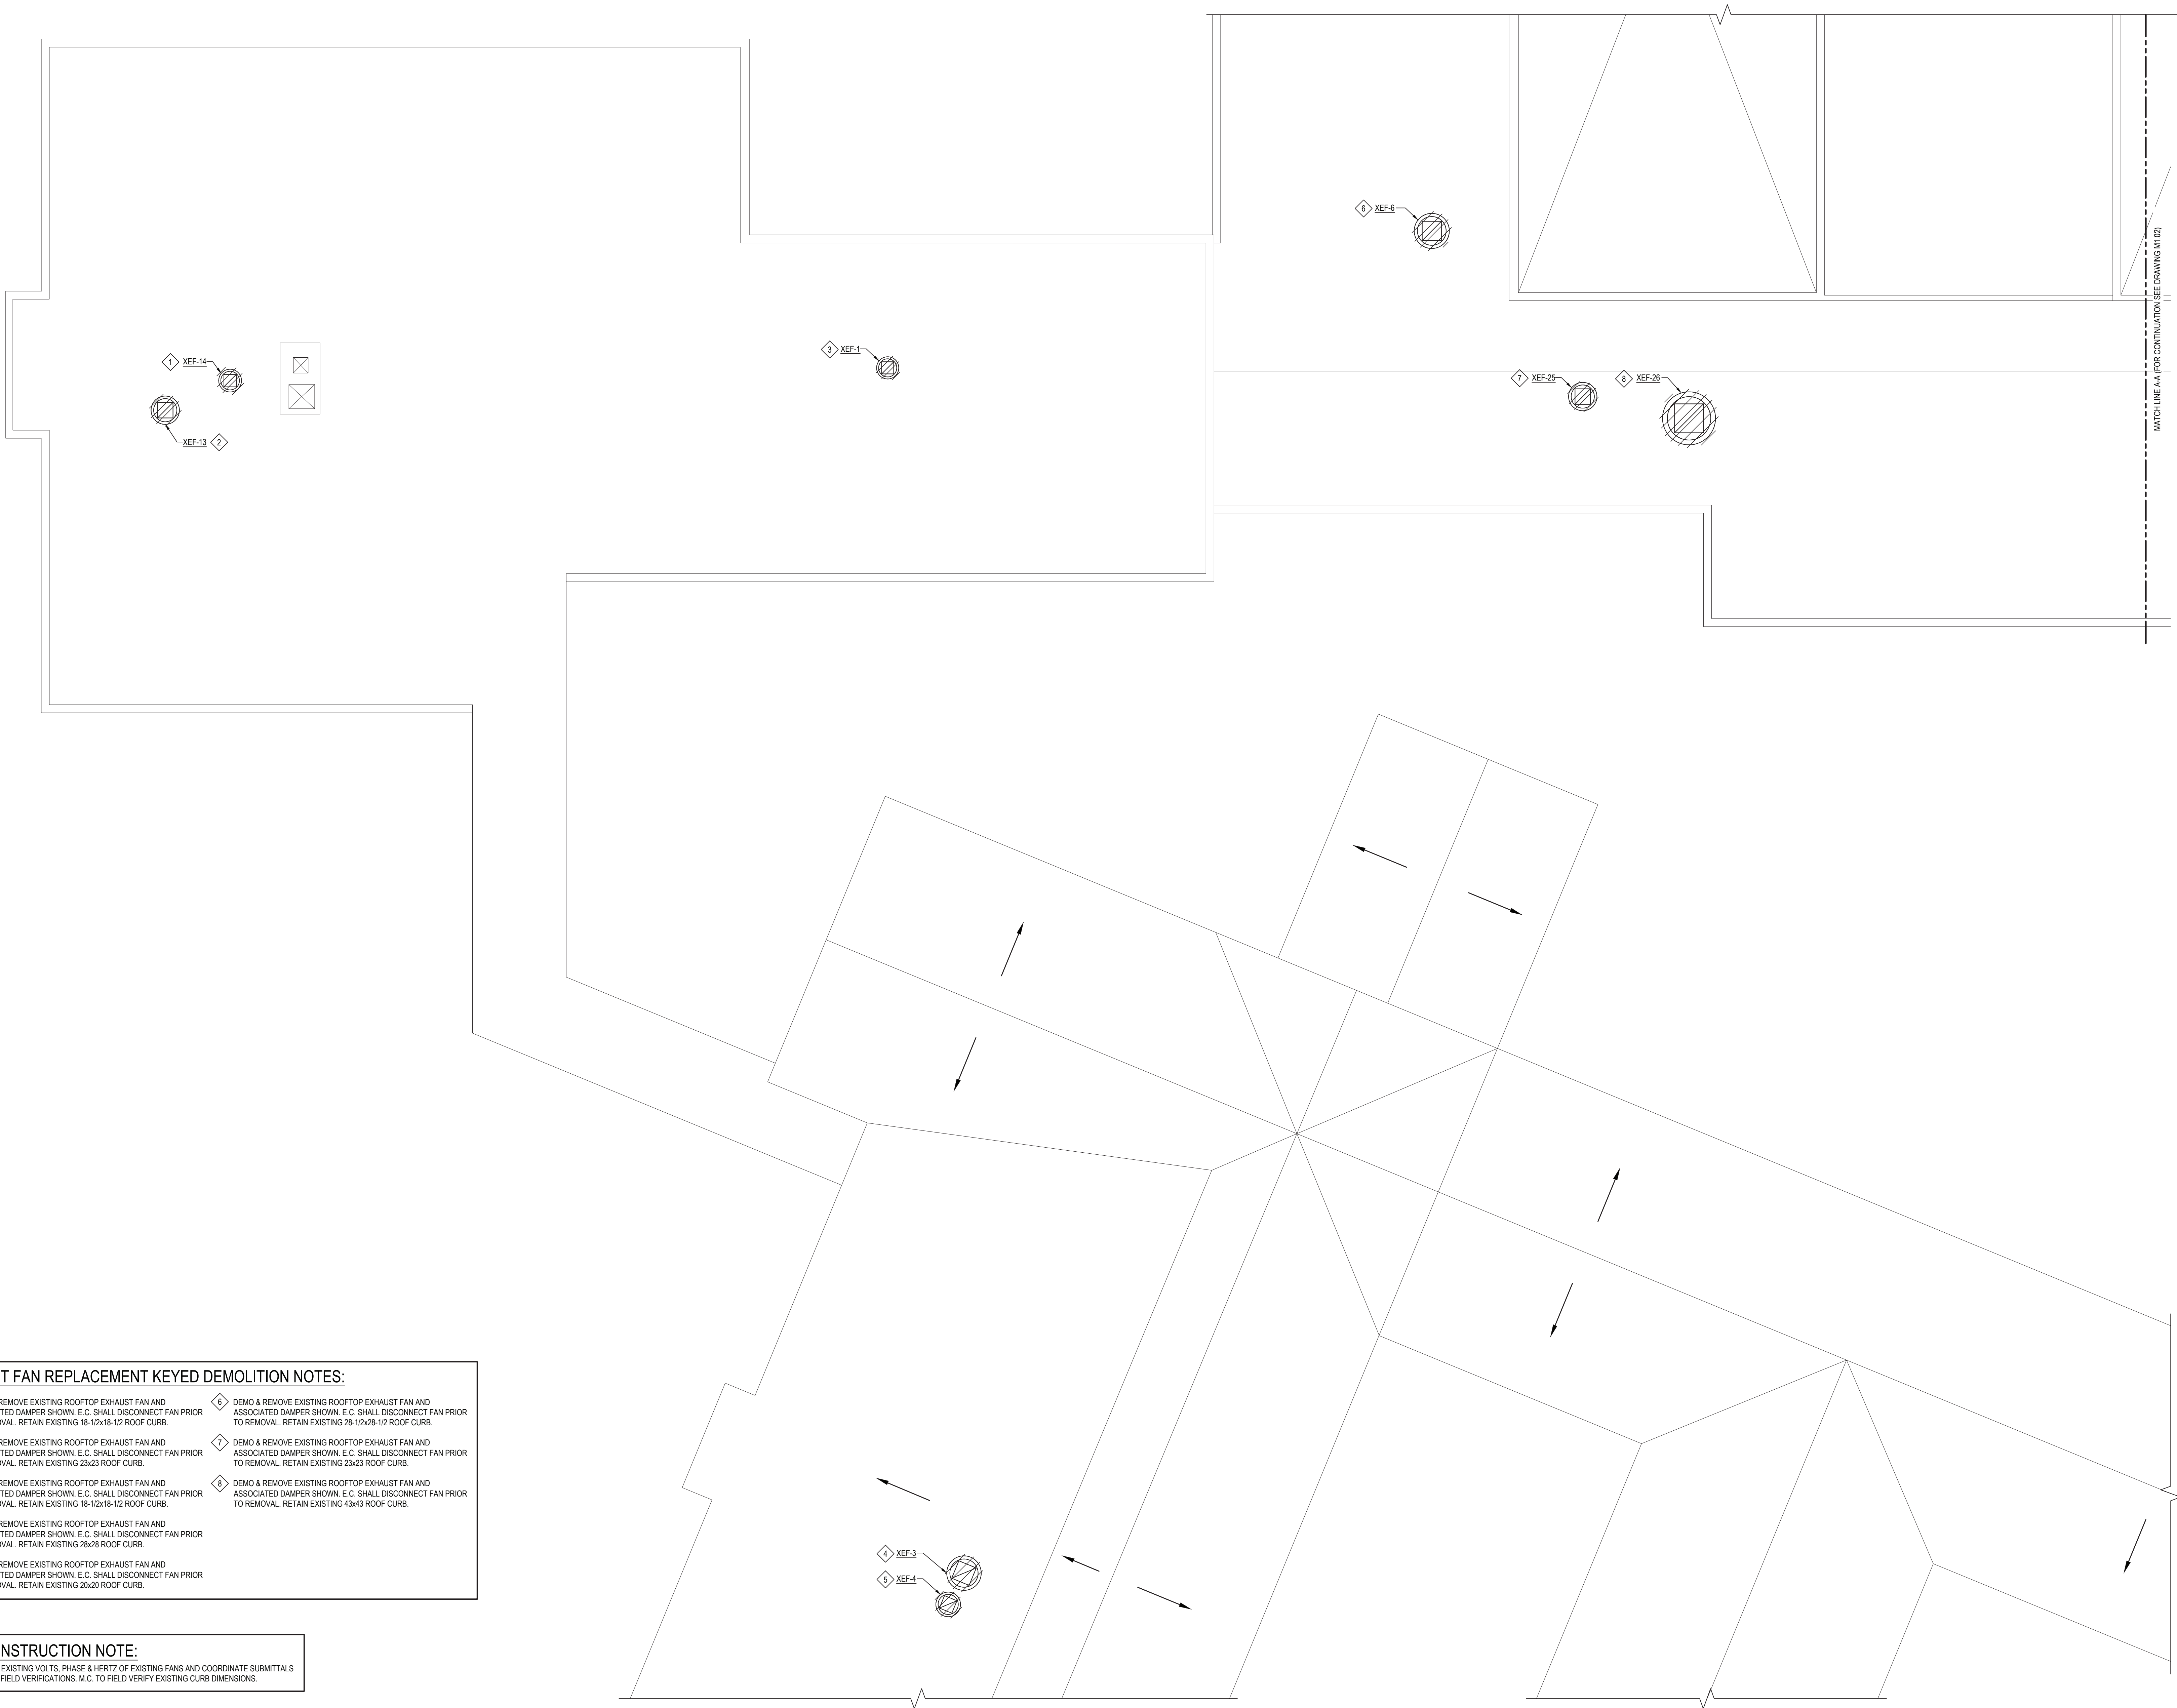 6 XEF-6
MATCH LINE A-A (FOR CONTINUATION SEE DRAWING M1.02)
1 XEF-14
3 XEF-1
7 XEF-25
8 XEF-26
XEF-13 2
T FAN REPLACEMENT KEYED DEMOLITION NOTES:
REMOVE EXISTING ROOFTOP EXHAUST FAN AND
TED DAMPER SHOWN. E.C. SHALL DISCONNECT FAN PRIOR
OVAL. RETAIN EXISTING 18-1/2x18-1/2 ROOF CURB.
REMOVE EXISTING ROOFTOP EXHAUST FAN AND
TED DAMPER SHOWN. E.C. SHALL DISCONNECT FAN PRIOR
OVAL. RETAIN EXISTING 23x23 ROOF CURB.
REMOVE EXISTING ROOFTOP EXHAUST FAN AND
TED DAMPER SHOWN. E.C. SHALL DISCONNECT FAN PRIOR
OVAL. RETAIN EXISTING 18-1/2x18-1/2 ROOF CURB.
REMOVE EXISTING ROOFTOP EXHAUST FAN AND
TED DAMPER SHOWN. E.C. SHALL DISCONNECT FAN PRIOR
OVAL. RETAIN EXISTING 28x28 ROOF CURB.
REMOVE EXISTING ROOFTOP EXHAUST FAN AND
TED DAMPER SHOWN. E.C. SHALL DISCONNECT FAN PRIOR
OVAL. RETAIN EXISTING 20x20 ROOF CURB.
6 DEMO & REMOVE EXISTING ROOFTOP EXHAUST FAN AND
ASSOCIATED DAMPER SHOWN. E.C. SHALL DISCONNECT FAN PRIOR
TO REMOVAL. RETAIN EXISTING 28-1/2x28-1/2 ROOF CURB.
7 DEMO & REMOVE EXISTING ROOFTOP EXHAUST FAN AND
ASSOCIATED DAMPER SHOWN. E.C. SHALL DISCONNECT FAN PRIOR
TO REMOVAL. RETAIN EXISTING 23x23 ROOF CURB.
8 DEMO & REMOVE EXISTING ROOFTOP EXHAUST FAN AND
ASSOCIATED DAMPER SHOWN. E.C. SHALL DISCONNECT FAN PRIOR
TO REMOVAL. RETAIN EXISTING 43x43 ROOF CURB.
4 XEF-3
5 XEF-4
NSTRUCTION NOTE:
EXISTING VOLTS, PHASE & HERTZ OF EXISTING FANS AND COORDINATE SUBMITTALS
FIELD VERIFICATIONS. M.C. TO FIELD VERIFY EXISTING CURB DIMENSIONS.